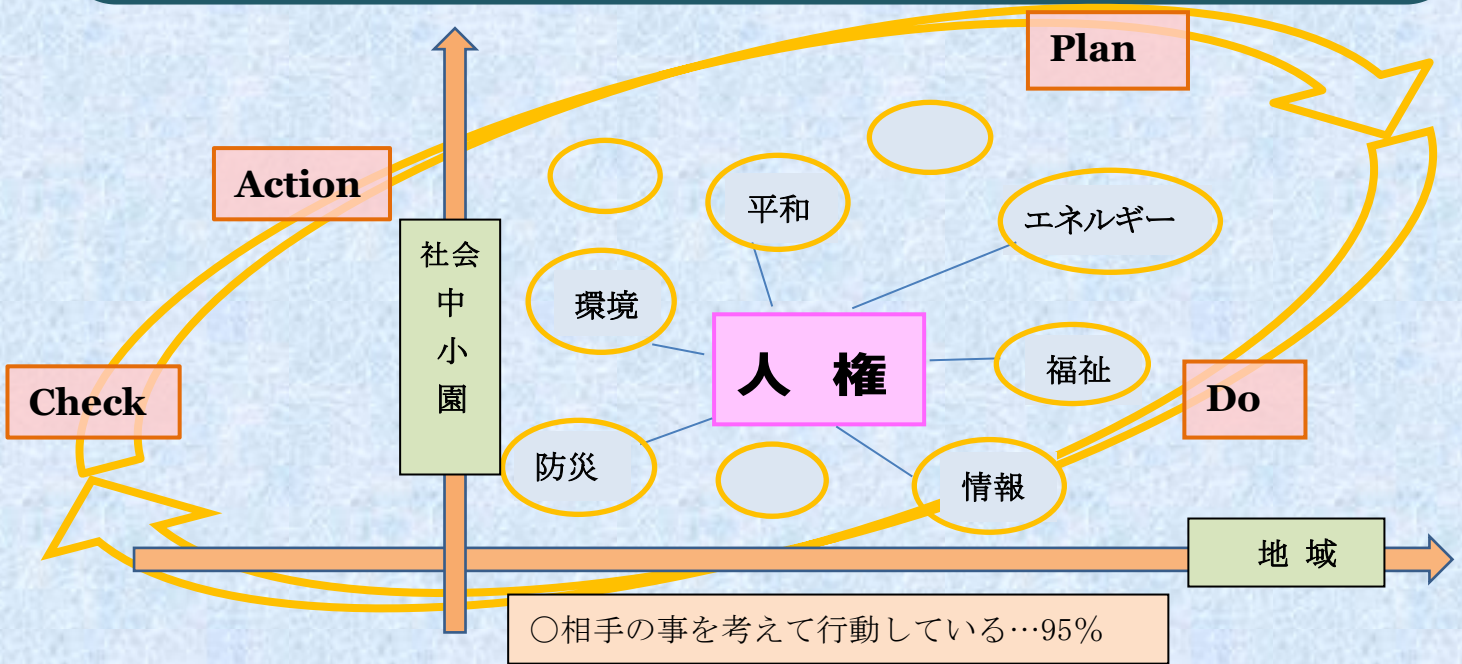 Plan
Action
平和
エネルギー
社会
中
小
園
環境
人 権
福祉
Check
Do
防災
情報
地 域
○相手の事を考えて行動している…95%